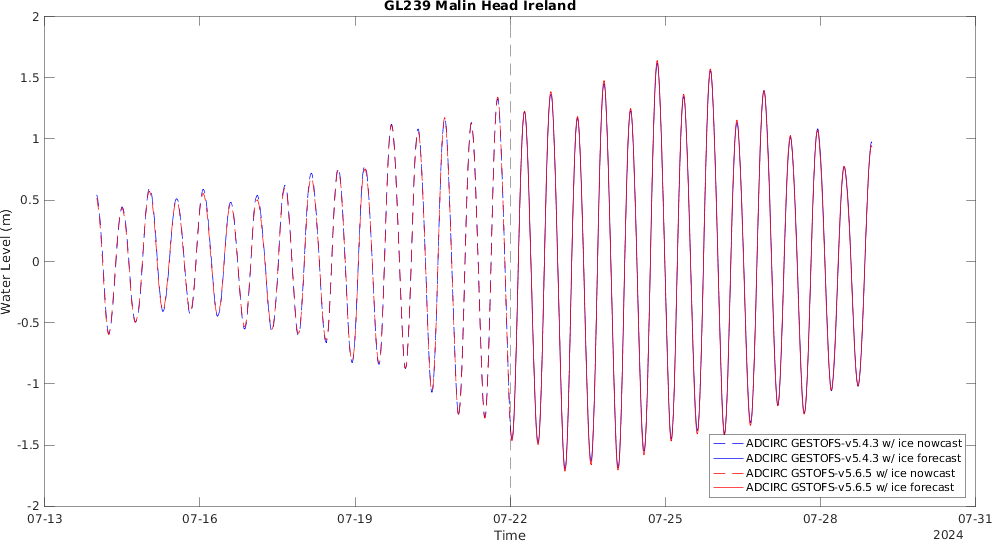 GL239 Malin Head Ireland
2
1.5
1
0.5
0
-0.5
-1
-1.5
-2
Water Level (m)
ADCIRC GESTOFS-v5.4.3 w/ ice nowcast
ADCIRC GESTOFS-v5.4.3 w/ ice forecast
ADCIRC GSTOFS-v5.6.5 w/ ice nowcast
ADCIRC GSTOFS-v5.6.5 w/ ice forecast
07-13 07-16 07-19 07-22 07-25 07-28 07-31
Time
2024